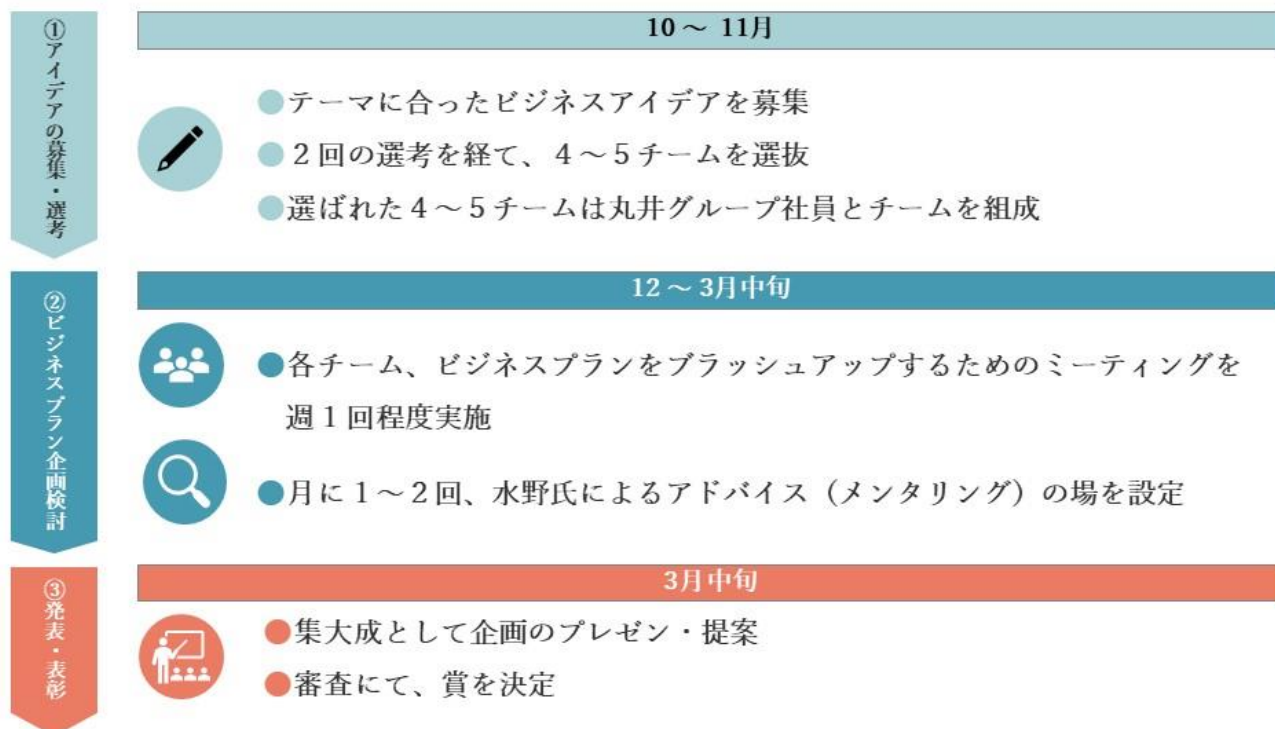 ①アイデアの募集・選考
10～ 11月
●テーマに合ったビジネスアイデアを募集
●２回の選考を経て、４～５チームを選抜
●選ばれた４～５チームは丸井グループ社員とチームを組成
②ビジネスプラン企画検討
12～3月中旬
●各チーム、ビジネスプランをブラッシュアップするためのミーティングを
週１回程度実施
●月に１～２回、水野氏によるアドバイス（メンタリング）の場を設定
③発表・表彰
3月中旬
●集大成として企画のプレゼン・提案
●審査にて、賞を決定